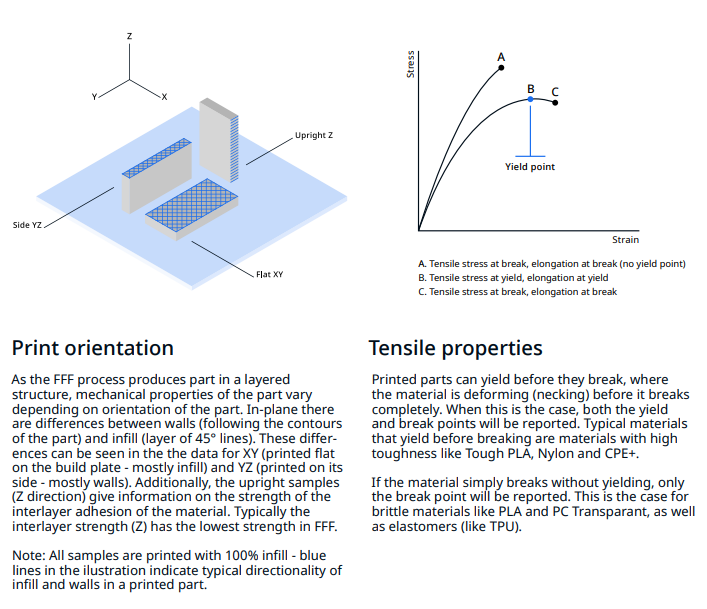 Z
Y
X
Upright Z
Side YZ
Flat XY
Stress
A
B
C
Yield point
Strain
A. Tensile stress at break, elongation at break (no yield point)
B. Tensile stress at yield, elongation at yield
C. Tensile stress at break, elongation at break
Print orientation
As the FFF process produces part in a layered
structure, mechanical properties of the part vary
depending on orientation of the part. In-plane there
are differences between walls (following the contours
of the part) and infill (layer of 45° lines). These differ-
ences can be seen in the the data for XY (printed flat
on the build plate - mostly infill) and YZ (printed on its
side - mostly walls). Additionally, the upright samples
(Z direction) give information on the strength of the
interlayer adhesion of the material. Typically the
interlayer strength (Z) has the lowest strength in FFF.
Note: All samples are printed with 100% infill - blue
lines in the ilustration indicate typical directionality of
infill and walls in a printed part.
Tensile properties
Printed parts can yield before they break, where
the material is deforming (necking) before it breaks
completely. When this is the case, both the yield
and break points will be reported. Typical materials
that yield before breaking are materials with high
toughness like Tough PLA, Nylon and CPE+.
If the material simply breaks without yielding, only
the break point will be reported. This is the case for
brittle materials like PLA and PC Transparant, as well
as elastomers (like TPU).